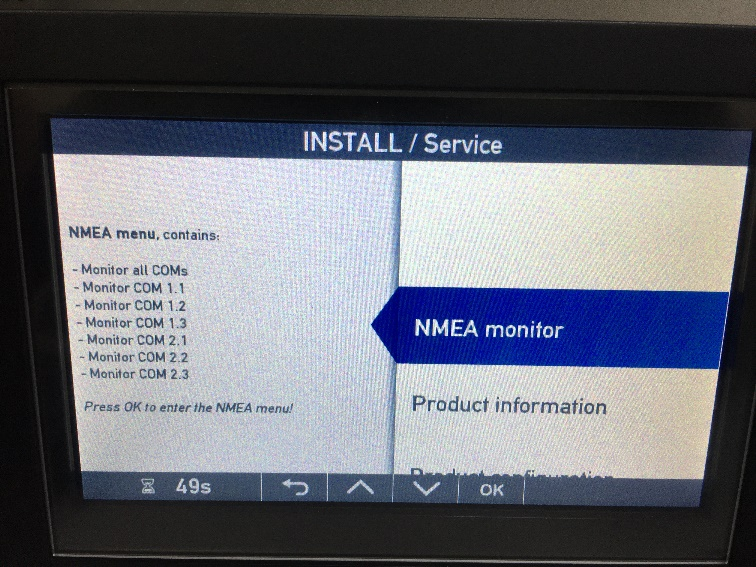 INSTALL / Service
NMEA menu, contains:
- Monitor all COMs
- Monitor COM 1.1
- Monitor COM 1.2
- Monitor COM 1.3
- Monitor COM 2.1
- Monitor COM 2.2
- Monitor COM 2.3
Press OK to enter the NMEA menu!
NMEA monitor
Product information
Product configuration
49s
OK